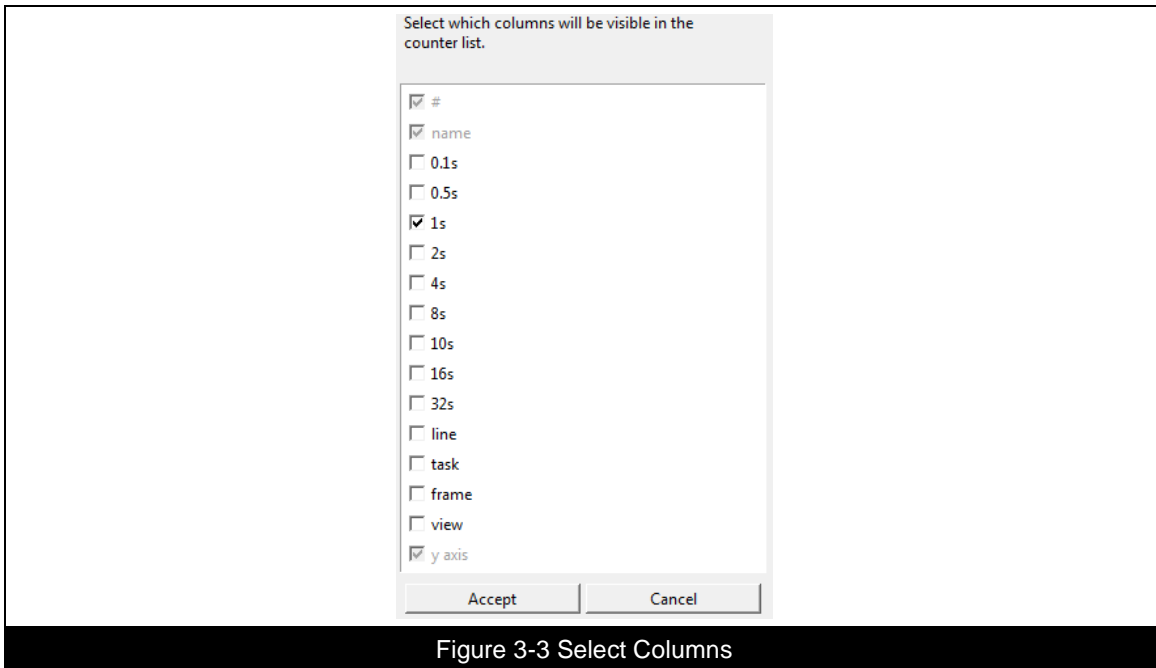 Select which columns will be visible in the
counter list.
#
name
0.1s
0.5s
1s
2s
4s
8s
10s
16s
32s
line
task
frame
view
y axis
Accept Cancel
Figure 3-3 Select Columns